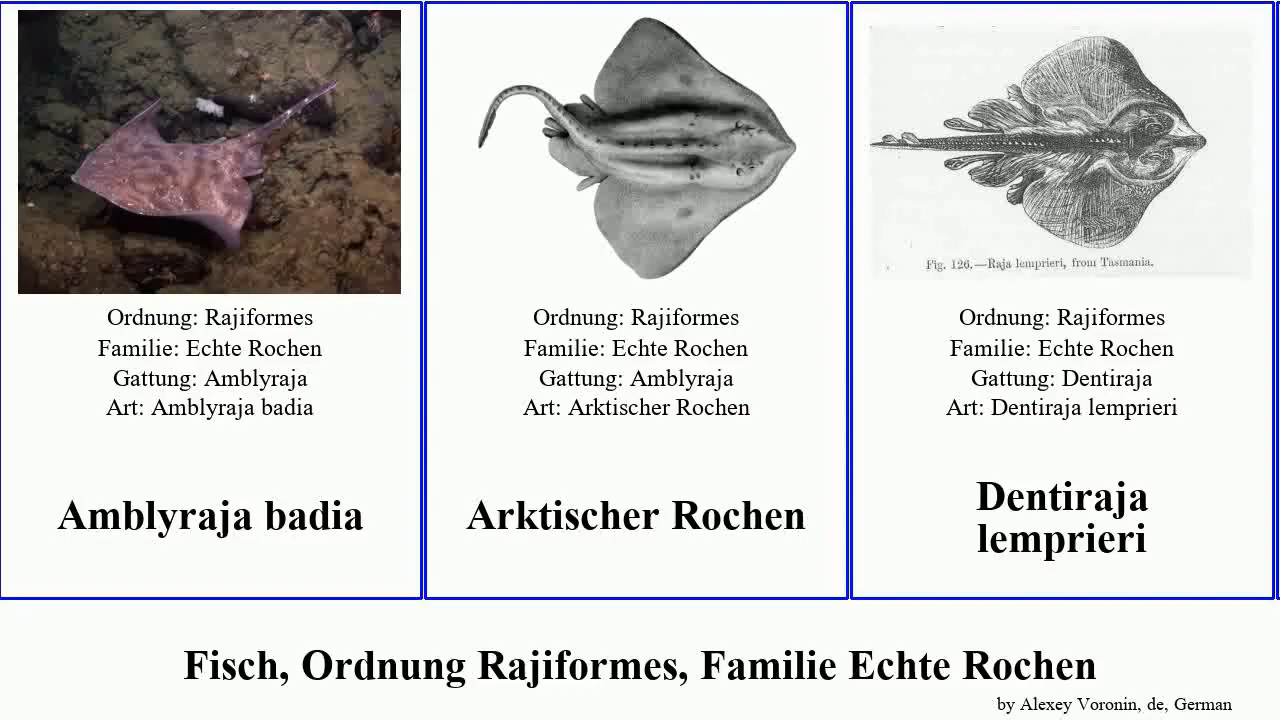 Fig. 126.—Raja lemprieri, from Tasmania.
Ordnung: Rajiformes
Familie: Echte Rochen
Gattung: Amblyraja
Art: Amblyraja badia
Amblyraja badia
Ordnung: Rajiformes
Familie: Echte Rochen
Gattung: Amblyraja
Art: Arktischer Rochen
Arktischer Rochen
Ordnung: Rajiformes
Familie: Echte Rochen
Gattung: Dentiraja
Art: Dentiraja lemprieri
Dentiraja
lemprieri
Fisch, Ordnung Rajiformes, Familie Echte Rochen
by Alexey Voronin, de, German